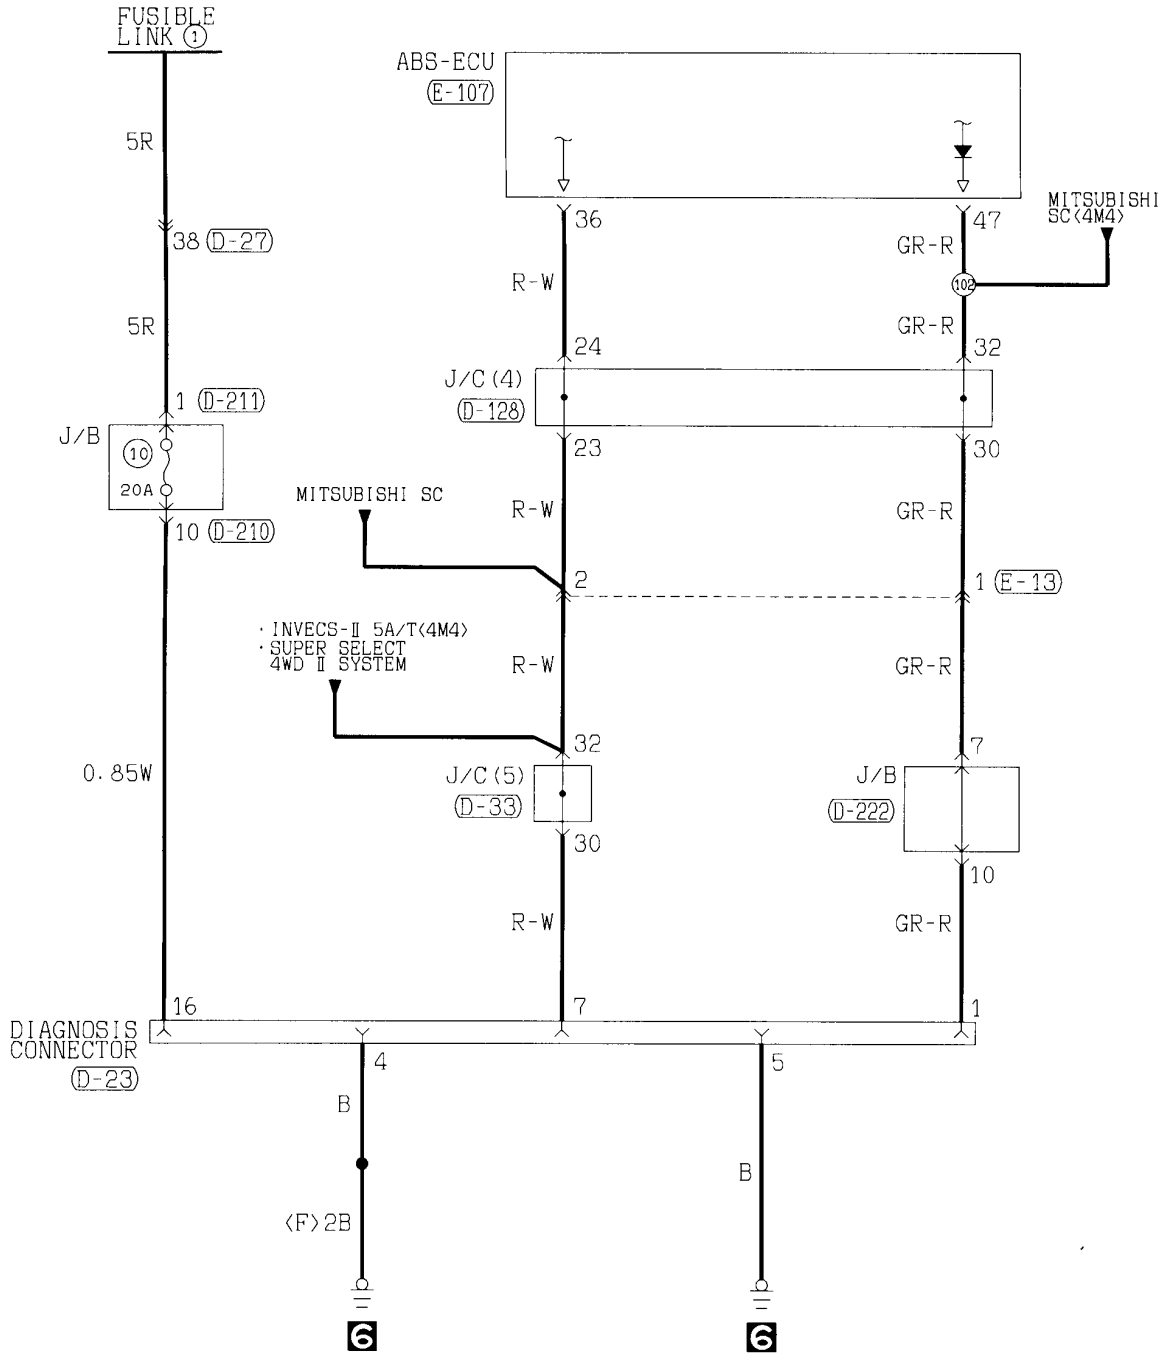 FUSIBLE
LINK ①
ABS-ECU
(E-107)
5R
MITSUBISHI
SC〈4M4〉
36
47
38 (D-27)
GR-R
R-W
102
5R
GR-R
24
32
J/C(4)
1 (D-211)
(D-128)
J/B
10
23
30
20A
MITSUBISHI SC
R-W
GR-R
10 (D-210)
2
1 (E-13)
· INVECS-Ⅱ 5A/T〈4M4〉
· SUPER SELECT
4WD Ⅱ SYSTEM
R-W
GR-R
32
7
0.85W
J/C(5)
J/B
(D-33)
(D-222)
30
10
R-W
GR-R
16
7
1
DIAGNOSIS
CONNECTOR
(D-23)
4
5
B
B
〈F〉2B
6
6